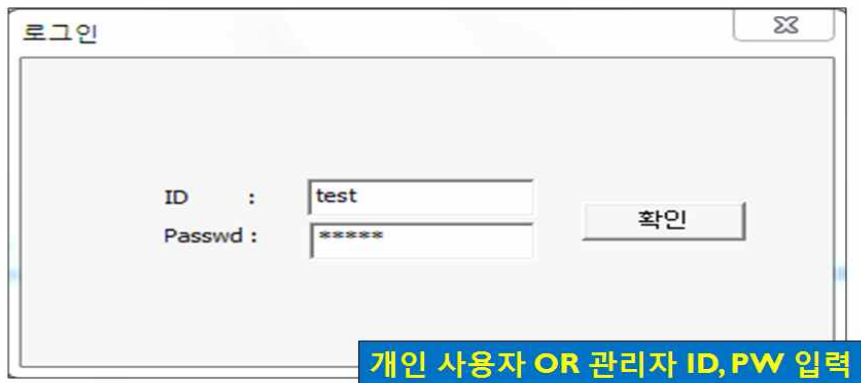 로그인
ID : test
Passwd : *****
확인
개인 사용자 OR 관리자 ID, PW 입력